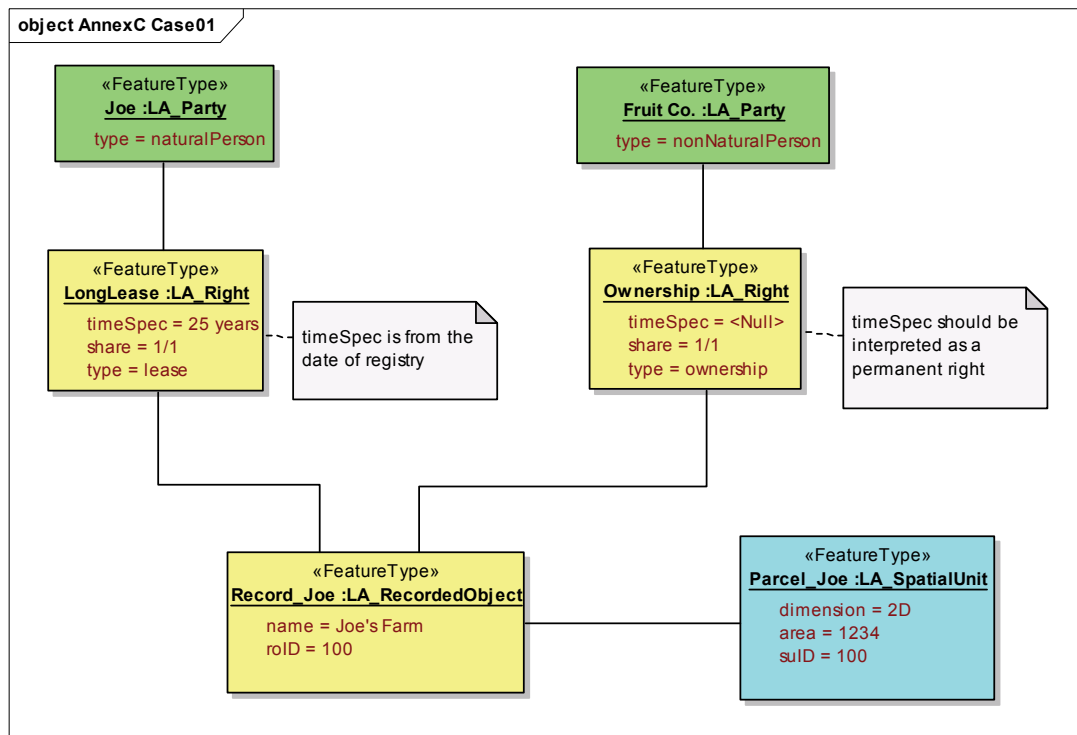 object AnnexC Case01
«FeatureType»
Joe :LA_Party
type = naturalPerson
«FeatureType»
Fruit Co. :LA_Party
type = nonNaturalPerson
«FeatureType»
LongLease :LA_Right
timeSpec = 25 years
share = 1/1
type = lease
timeSpec is from the
date of registry
«FeatureType»
Ownership :LA_Right
timeSpec = <Null>
share = 1/1
type = ownership
timeSpec should be
interpreted as a
permanent right
«FeatureType»
Record_Joe :LA_RecordedObject
name = Joe's Farm
roID = 100
«FeatureType»
Parcel_Joe :LA_SpatialUnit
dimension = 2D
area = 1234
suID = 100